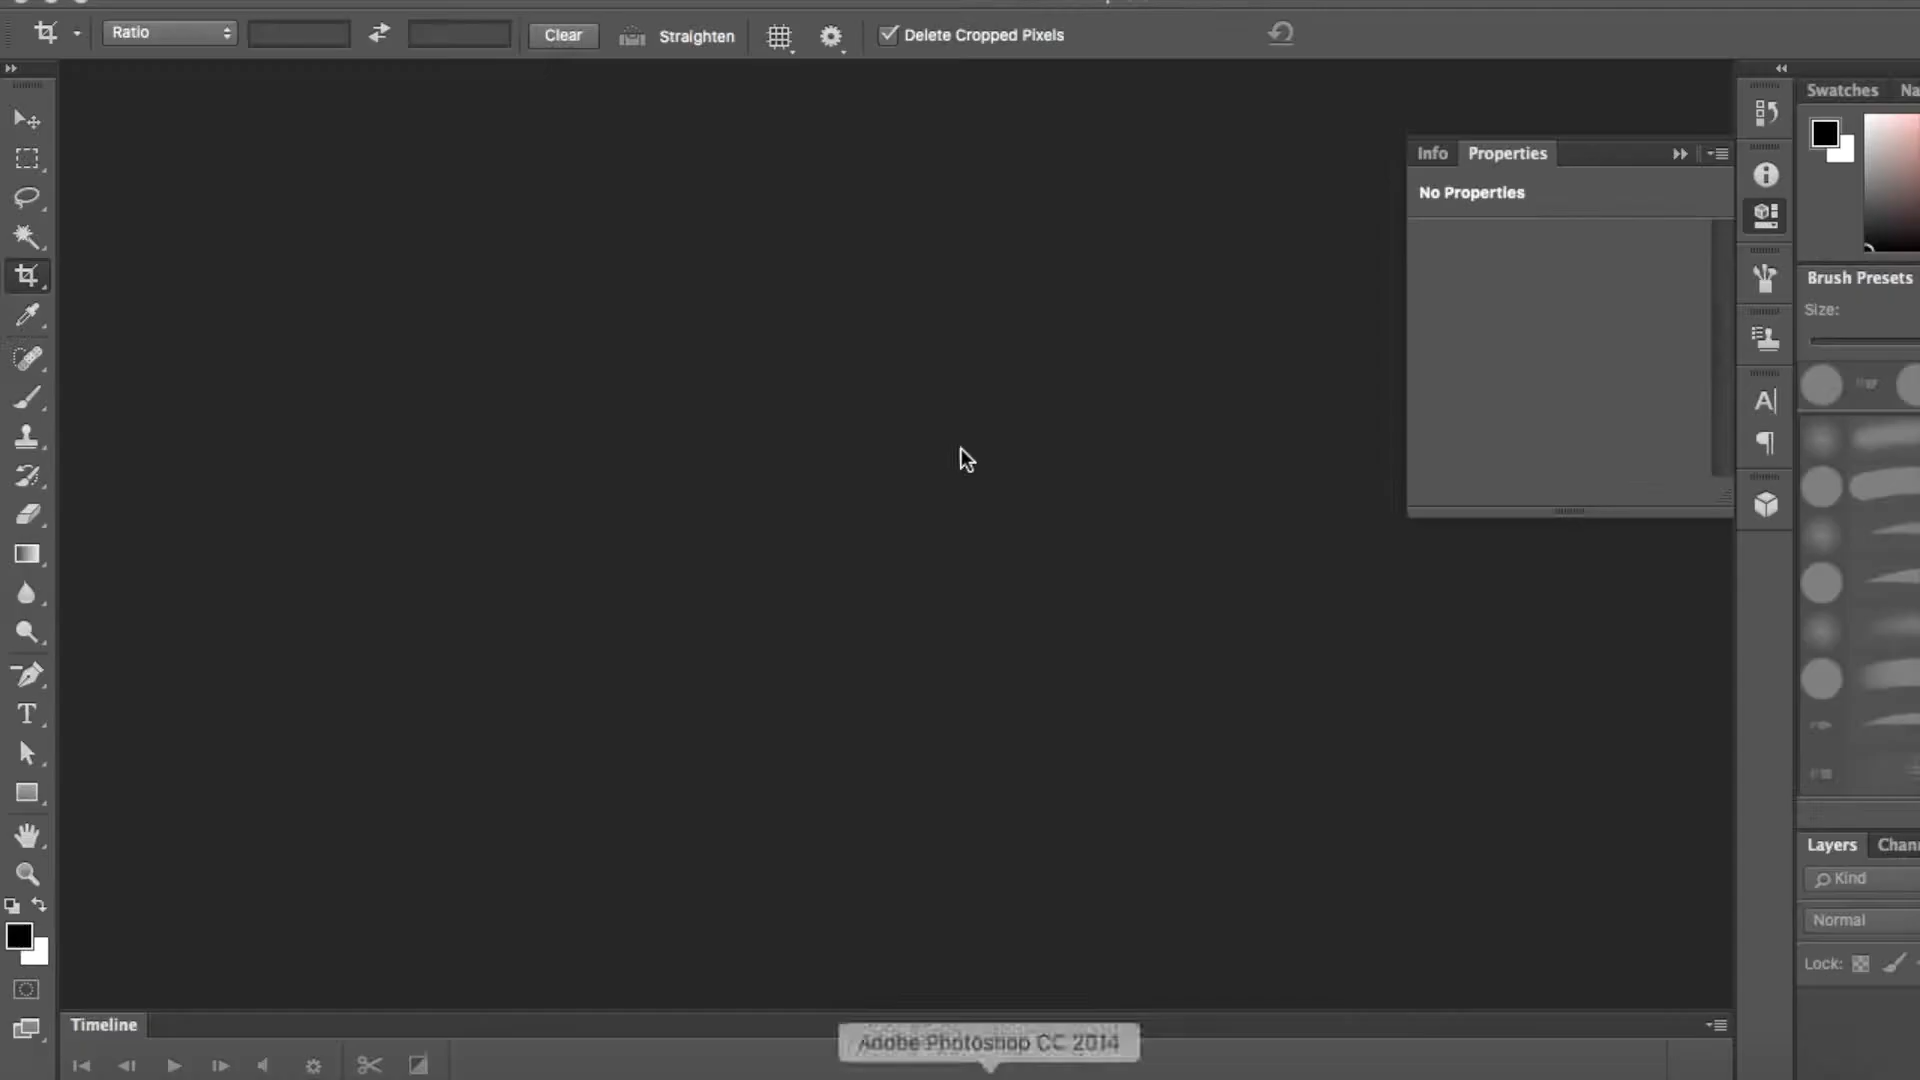 Ratio
Clear
Straighten
Delete Cropped Pixels
Swatches
Info
Properties
No Properties
Brush Presets
Size:
Layers
Kind
Normal
Lock:
Timeline
Adobe Photoshop CC 2014